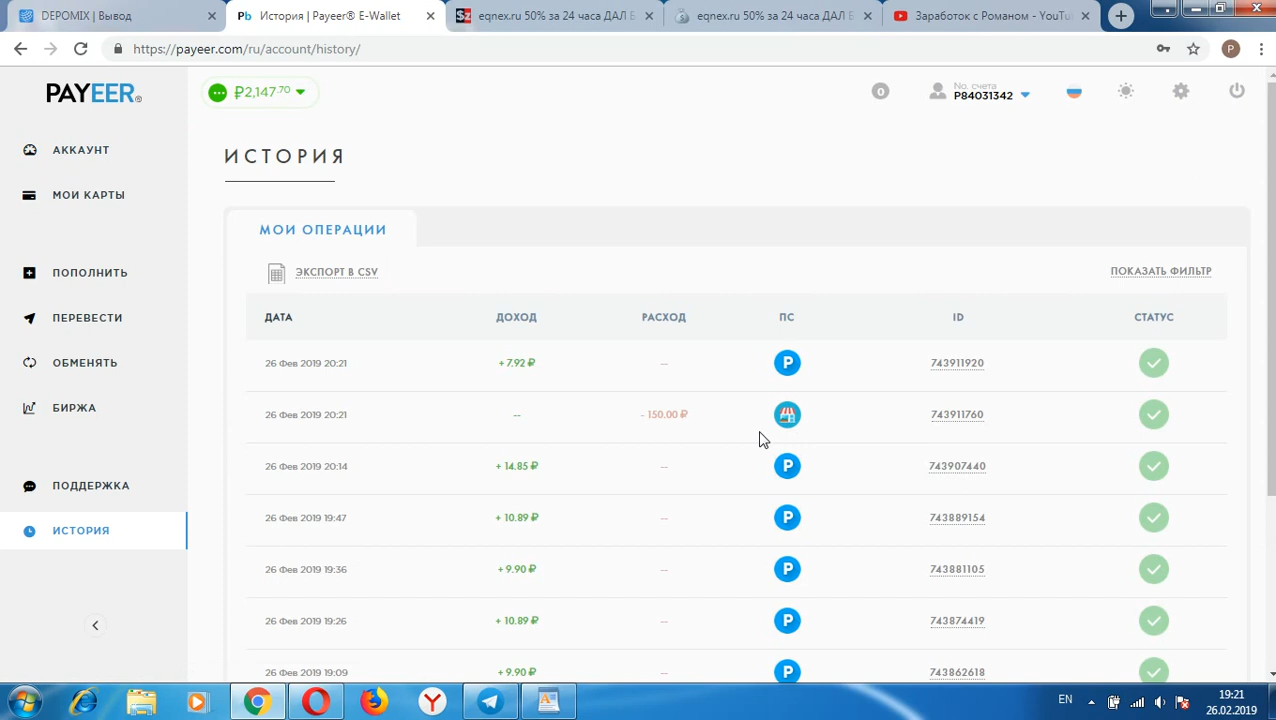 DEPOMIX | Вывод
История | Payeer® E-Wallet
eqnex.ru 50% за 24 часа ДАЛ Б
eqnex.ru 50% за 24 часа ДАЛ Б
Заработок с Романом - YouTu
https://payeer.com/ru/account/history/
P
PAYEER®
₽2,147.70
0
No. счета
P84031342
АККАУНТ
МОИ КАРТЫ
ПОПОЛНИТЬ
ПЕРЕВЕСТИ
ОБМЕНЯТЬ
БИРЖА
ПОДДЕРЖКА
ИСТОРИЯ
ИСТОРИЯ
МОИ ОПЕРАЦИИ
ЭКСПОРТ В CSV
ПОКАЗАТЬ ФИЛЬТР
ДАТА ДОХОД РАСХОД ПС ID СТАТУС
26 Фев 2019 20:21 + 7.92 ₽ -- P 743911920
26 Фев 2019 20:21 -- - 150.00 ₽ 743911760
26 Фев 2019 20:14 + 14.85 ₽ -- P 743907440
26 Фев 2019 19:47 + 10.89 ₽ -- P 743889154
26 Фев 2019 19:36 + 9.90 ₽ -- P 743881105
26 Фев 2019 19:26 + 10.89 ₽ -- P 743874419
26 Фев 2019 19:09 + 9.90 ₽ -- P 743862618
EN
19:21
26.02.2019